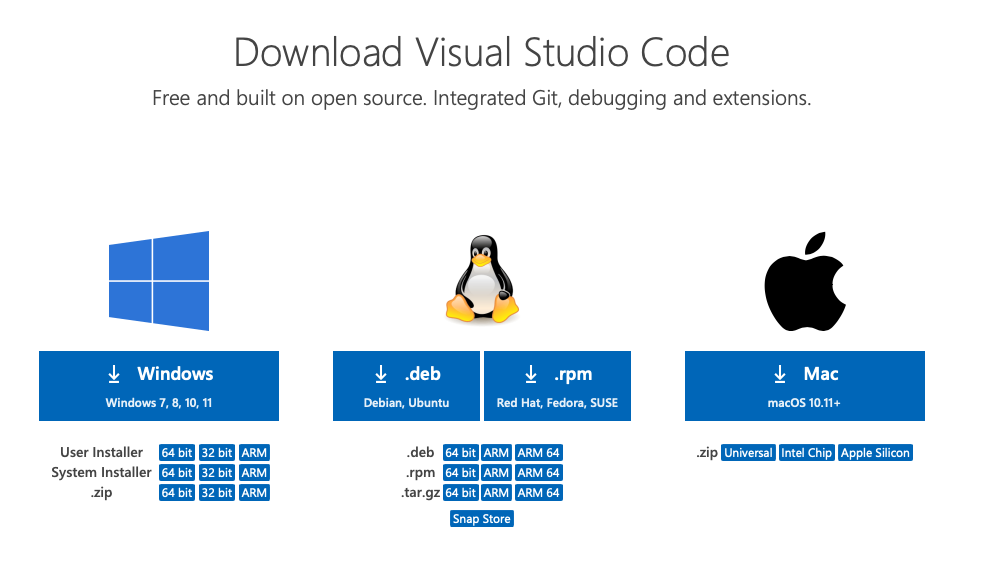 Download Visual Studio Code
Free and built on open source. Integrated Git, debugging and extensions.
Windows
Windows 7, 8, 10, 11
User Installer 64 bit 32 bit ARM
System Installer 64 bit 32 bit ARM
.zip 64 bit 32 bit ARM
.deb
Debian, Ubuntu
.rpm
Red Hat, Fedora, SUSE
.deb 64 bit ARM ARM 64
.rpm 64 bit ARM ARM 64
.tar.gz 64 bit ARM ARM 64
Snap Store
Mac
macOS 10.11+
.zip Universal Intel Chip Apple Silicon